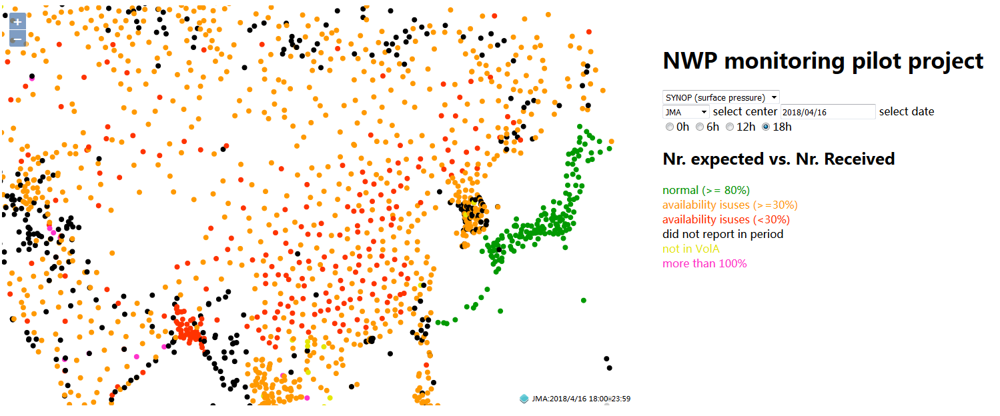 +
−
NWP monitoring pilot project
SYNOP (surface pressure)
JMA select center 2018/04/16 select date
0h 6h 12h 18h
Nr. expected vs. Nr. Received
normal (>= 80%)
availability isuses (>=30%)
availability isuses (<30%)
did not report in period
not in VolA
more than 100%
JMA:2018/4/16 18:00-23:59